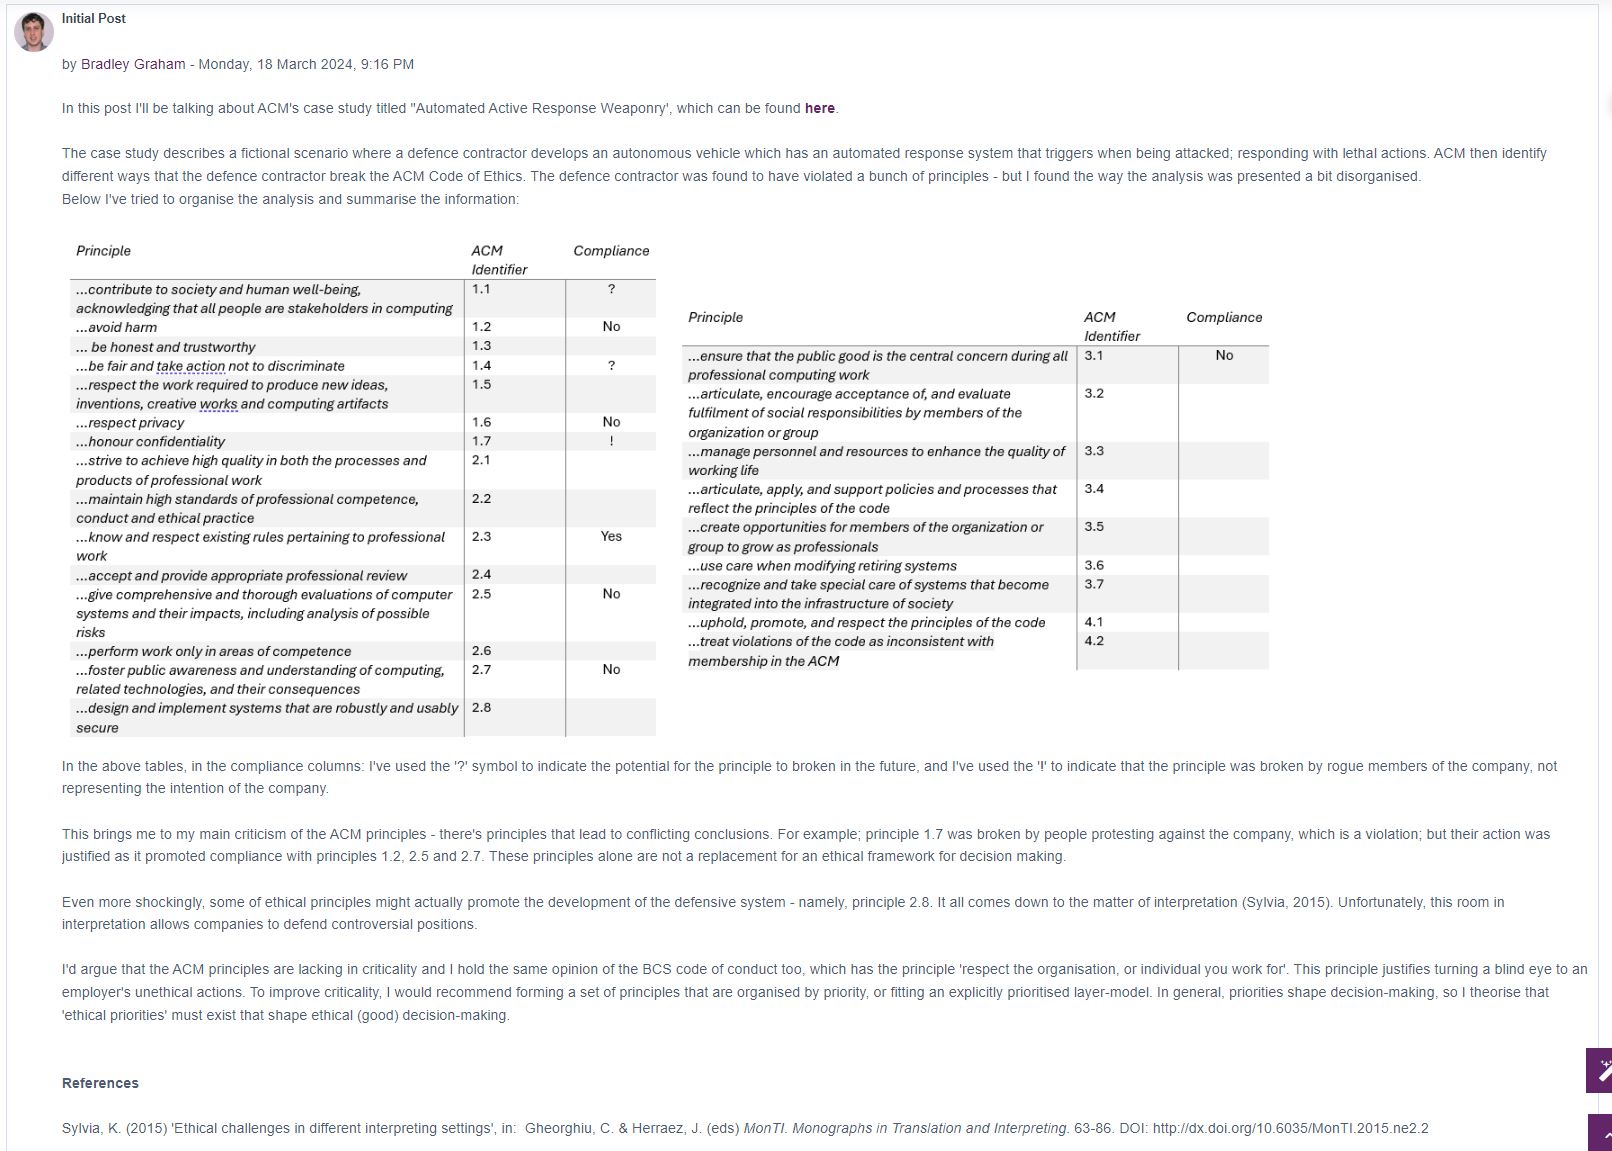 Initial Post
by Bradley Graham - Monday, 18 March 2024, 9:16 PM
In this post I'll be talking about ACM's case study titled "Automated Active Response Weaponry', which can be found here.
The case study describes a fictional scenario where a defence contractor develops an autonomous vehicle which has an automated response system that triggers when being attacked; responding with lethal actions. ACM then identify
different ways that the defence contractor break the ACM Code of Ethics. The defence contractor was found to have violated a bunch of principles - but I found the way the analysis was presented a bit disorganised.
Below I've tried to organise the analysis and summarise the information:
Principle ACM Compliance
Identifier
...contribute to society and human well-being, 1.1 ?
acknowledging that all people are stakeholders in computing
...avoid harm 1.2 No
... be honest and trustworthy 1.3
...be fair and take action not to discriminate 1.4 ?
...respect the work required to produce new ideas, 1.5
inventions, creative works and computing artifacts
...respect privacy 1.6 No
...honour confidentiality 1.7 !
...strive to achieve high quality in both the processes and 2.1
products of professional work
...maintain high standards of professional competence, 2.2
conduct and ethical practice
...know and respect existing rules pertaining to professional 2.3 Yes
work
...accept and provide appropriate professional review 2.4
...give comprehensive and thorough evaluations of computer 2.5 No
systems and their impacts, including analysis of possible
risks
...perform work only in areas of competence 2.6
...foster public awareness and understanding of computing, 2.7 No
related technologies, and their consequences
...design and implement systems that are robustly and usably 2.8
secure
Principle ACM Compliance
Identifier
...ensure that the public good is the central concern during all 3.1 No
professional computing work
...articulate, encourage acceptance of, and evaluate 3.2
fulfilment of social responsibilities by members of the
organization or group
...manage personnel and resources to enhance the quality of 3.3
working life
...articulate, apply, and support policies and processes that 3.4
reflect the principles of the code
...create opportunities for members of the organization or 3.5
group to grow as professionals
...use care when modifying retiring systems 3.6
...recognize and take special care of systems that become 3.7
integrated into the infrastructure of society
...uphold, promote, and respect the principles of the code 4.1
...treat violations of the code as inconsistent with 4.2
membership in the ACM
In the above tables, in the compliance columns: I've used the '?' symbol to indicate the potential for the principle to broken in the future, and I've used the '!' to indicate that the principle was broken by rogue members of the company, not
representing the intention of the company.
This brings me to my main criticism of the ACM principles - there's principles that lead to conflicting conclusions. For example; principle 1.7 was broken by people protesting against the company, which is a violation; but their action was
justified as it promoted compliance with principles 1.2, 2.5 and 2.7. These principles alone are not a replacement for an ethical framework for decision making.
Even more shockingly, some of ethical principles might actually promote the development of the defensive system - namely, principle 2.8. It all comes down to the matter of interpretation (Sylvia, 2015). Unfortunately, this room in
interpretation allows companies to defend controversial positions.
I'd argue that the ACM principles are lacking in criticality and I hold the same opinion of the BCS code of conduct too, which has the principle 'respect the organisation, or individual you work for'. This principle justifies turning a blind eye to an
employer's unethical actions. To improve criticality, I would recommend forming a set of principles that are organised by priority, or fitting an explicitly prioritised layer-model. In general, priorities shape decision-making, so I theorise that
'ethical priorities' must exist that shape ethical (good) decision-making.
References
Sylvia, K. (2015) 'Ethical challenges in different interpreting settings', in: Gheorghiu, C. & Herraez, J. (eds) MonTI. Monographs in Translation and Interpreting. 63-86. DOI: http://dx.doi.org/10.6035/MonTI.2015.ne2.2